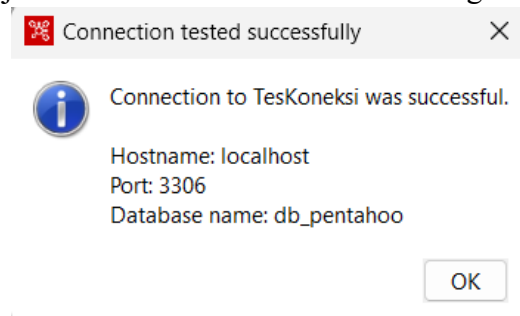 Connection tested successfully
Connection to TesKoneksi was successful.
Hostname: localhost
Port: 3306
Database name: db_pentahoo
OK